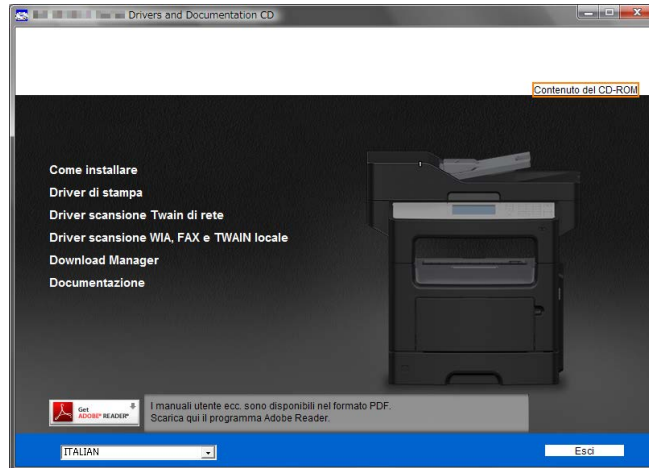 Drivers and Documentation CD
Contenuto del CD-ROM
Come installare
Driver di stampa
Driver scansione Twain di rete
Driver scansione WIA, FAX e TWAIN locale
Download Manager
Documentazione
Get
ADOBE® READER®
I manuali utente ecc. sono disponibili nel formato PDF.
Scarica qui il programma Adobe Reader.
ITALIAN
Esci